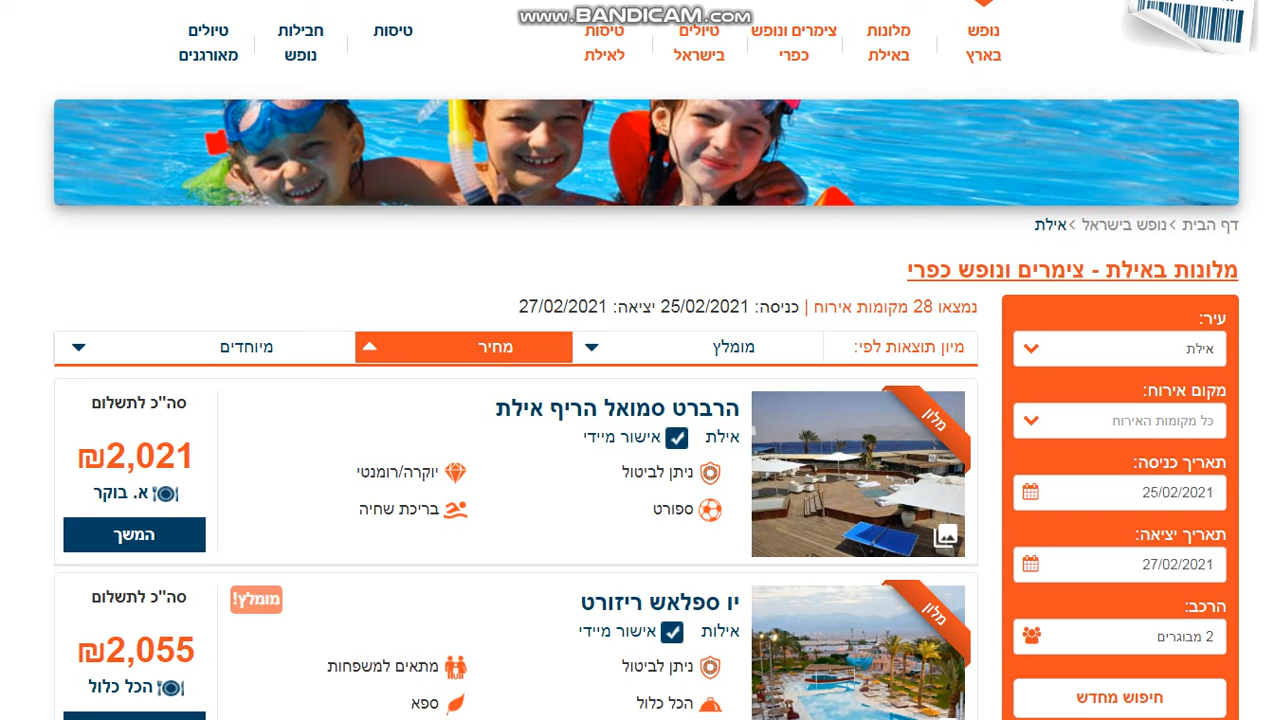 www.BANDICAM.com
נופש בארץ
מלונות באילת
צימרים ונופש כפרי
טיולים בישראל
טיסות לאילת
טיסות
חבילות נופש
טיולים מאורגנים
דף הבית > נופש בישראל > אילת
מלונות באילת - צימרים ונופש כפרי
נמצאו 28 מקומות אירוח | כניסה: 25/02/2021 יציאה: 27/02/2021
מיון תוצאות לפי:
מומלץ
מחיר
מיוחדים
עיר:
אילת
מקום אירוח:
כל מקומות האירוח
תאריך כניסה:
25/02/2021
תאריך יציאה:
27/02/2021
הרכב:
2 מבוגרים
חיפוש מחדש
מלון
הרברט סמואל הריף אילת
אילת
אישור מיידי
ניתן לביטול
יוקרה/רומנטי
ספורט
בריכת שחיה
סה"כ לתשלום
₪2,021
א. בוקר
המשך
מלון
יו ספלאש ריזורט
מומלץ!
אילות
אישור מיידי
ניתן לביטול
מתאים למשפחות
הכל כלול
ספא
סה"כ לתשלום
₪2,055
הכל כלול